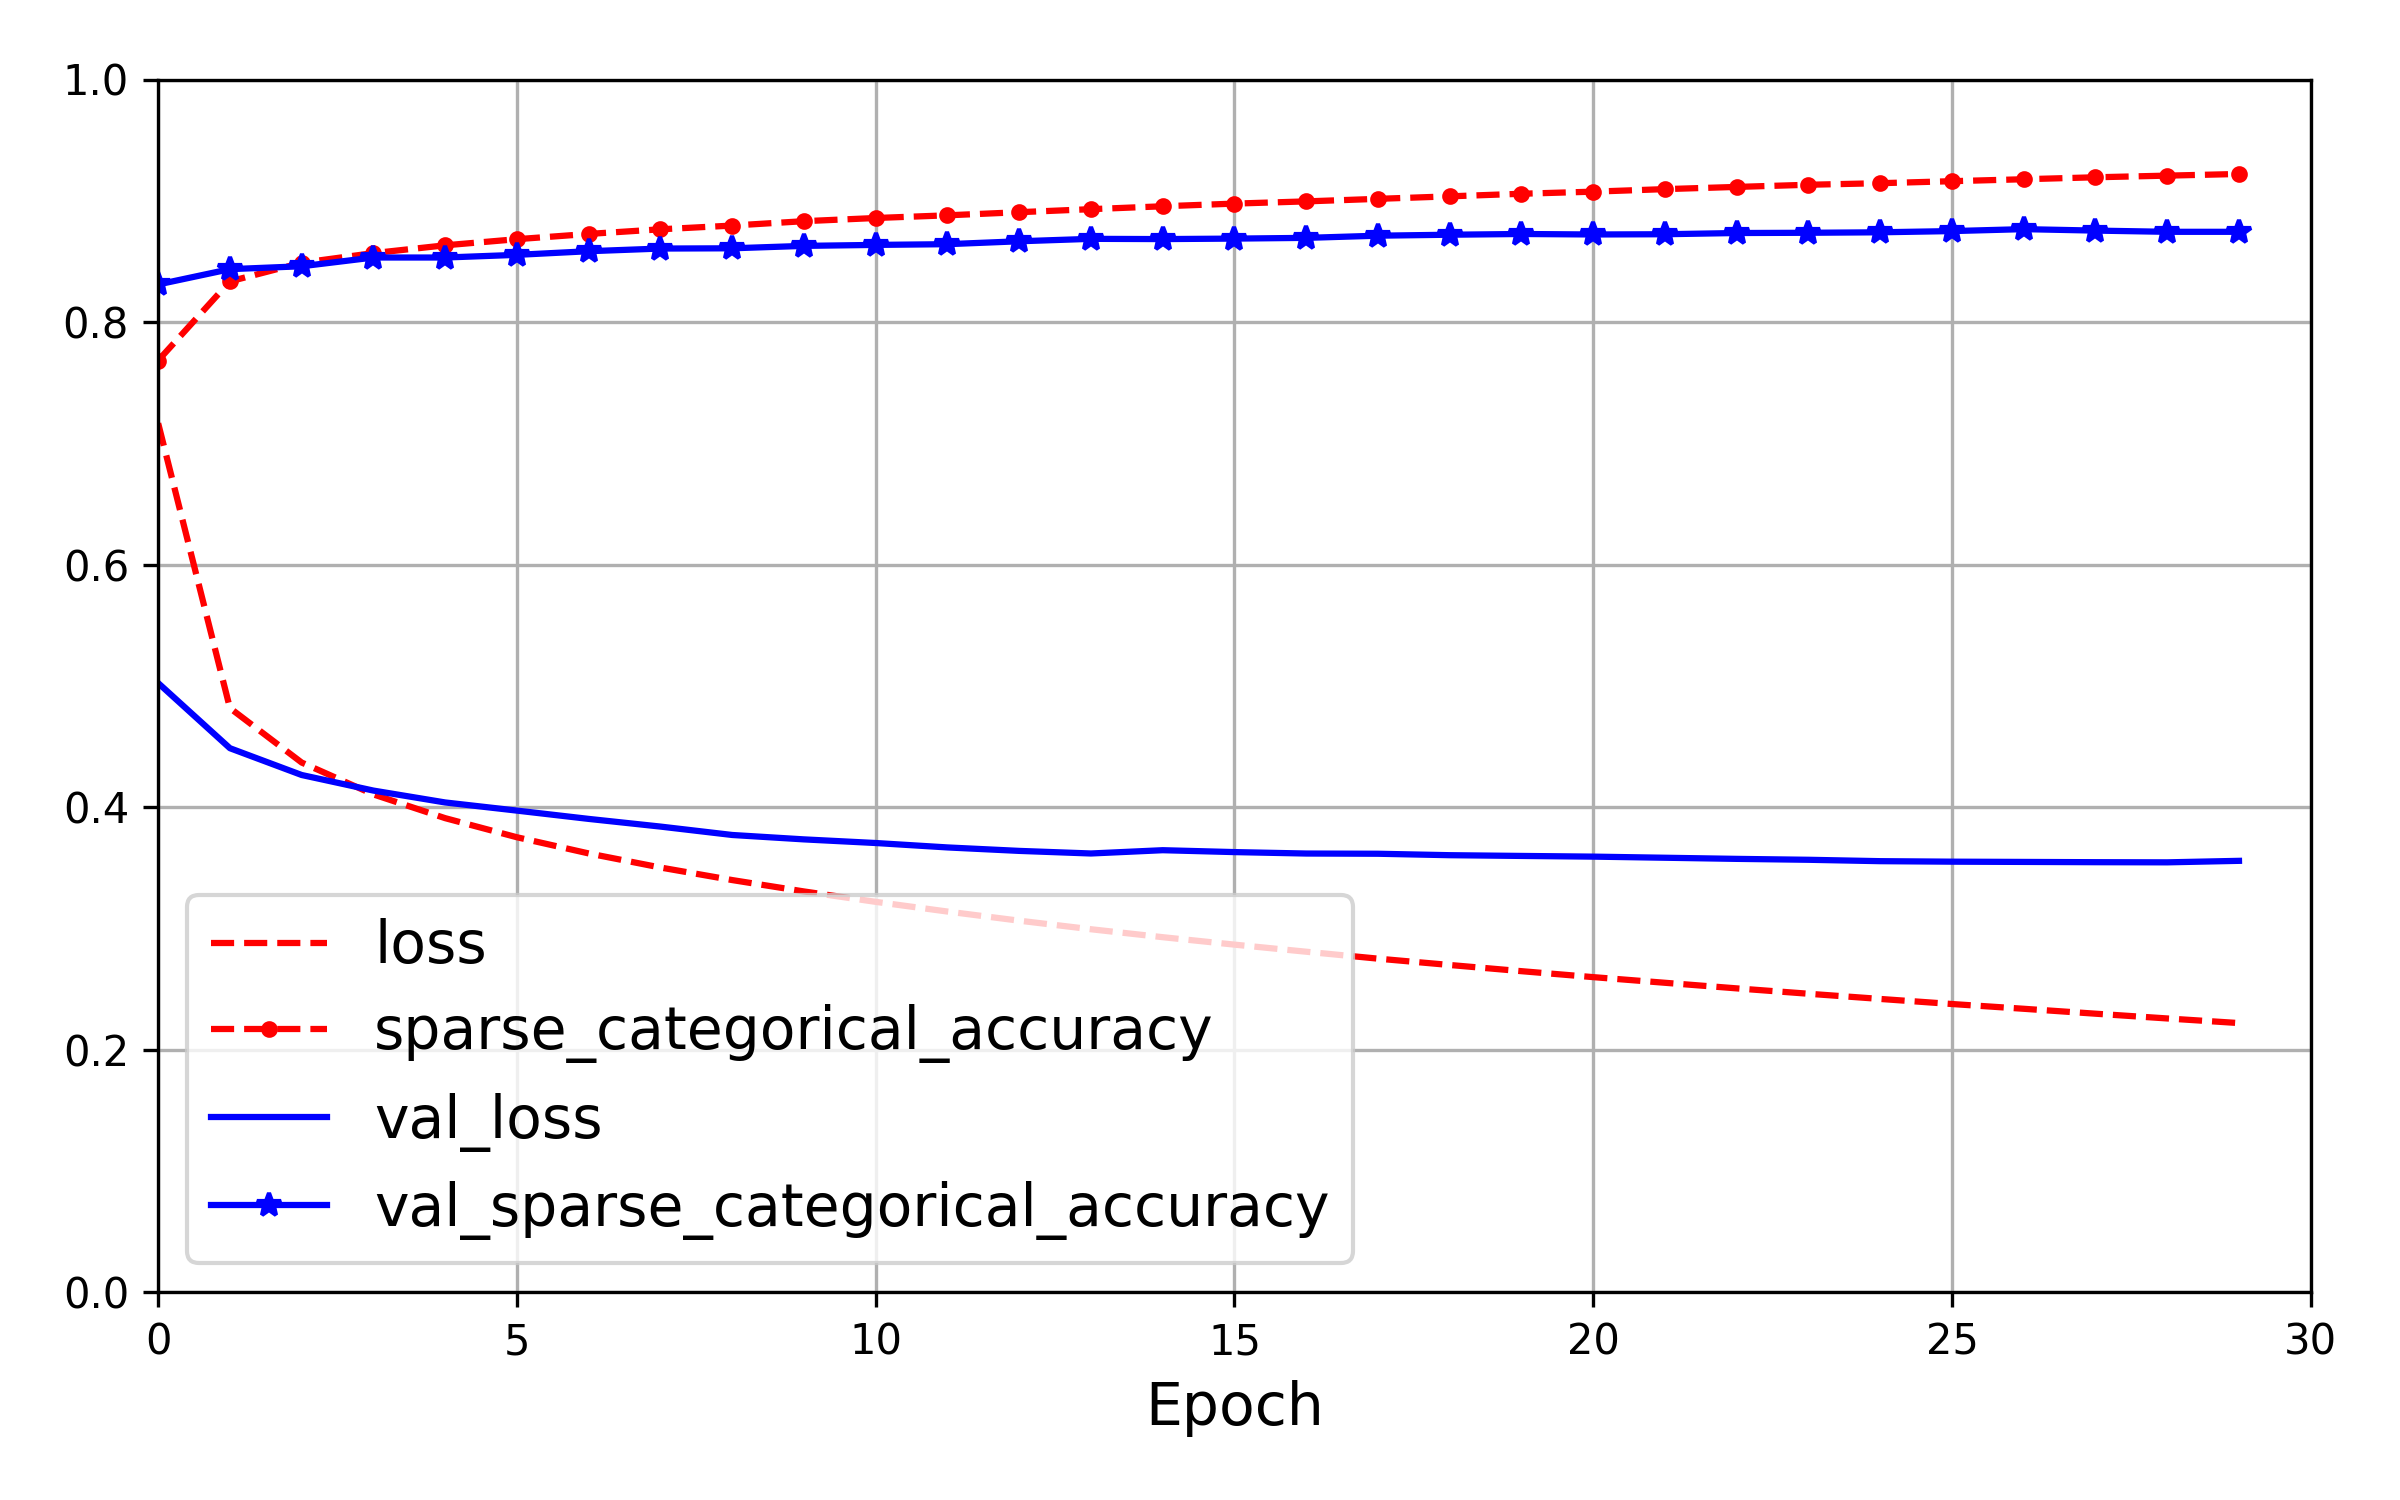 1.0
0.8
0.6
0.4
0.2
0.0
loss
sparse_categorical_accuracy
val_loss
val_sparse_categorical_accuracy
0 5 10 15 20 25 30
Epoch